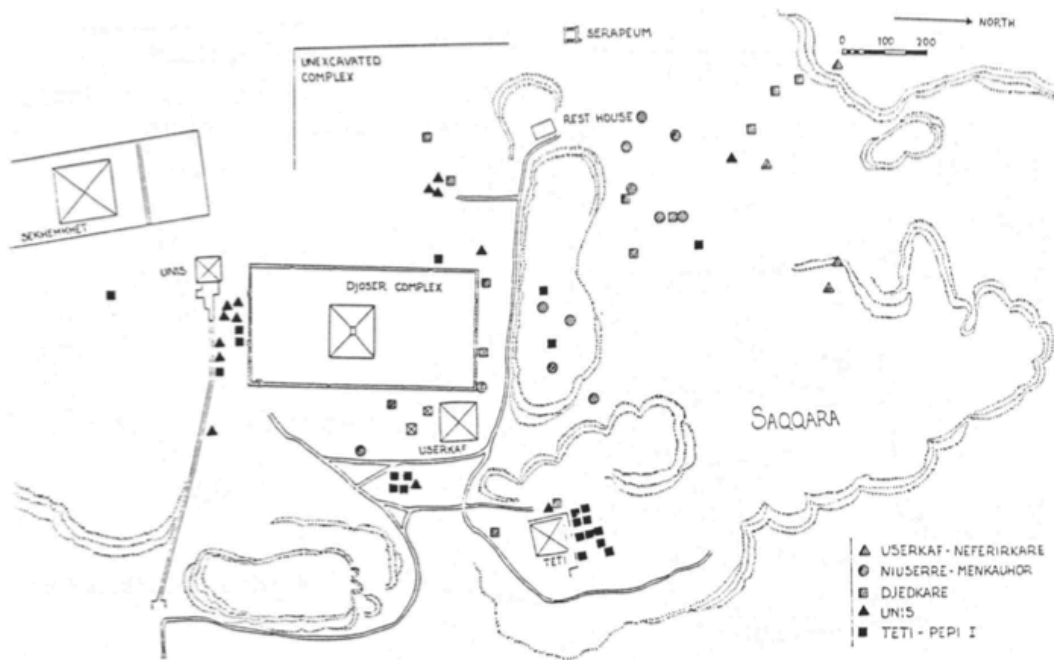 SERAPEUM
NORTH
0 100 200
UNEXCAVATED
COMPLEX
REST HOUSE
SEKHEMKHET
UNIS
DJOSER COMPLEX
USERKAF
SAQQARA
TETI
USERKAF-NEFERIRKARE
NIUSERRE-MENKAUHOR
DJEDKARE
UNIS
TETI-PEPI I